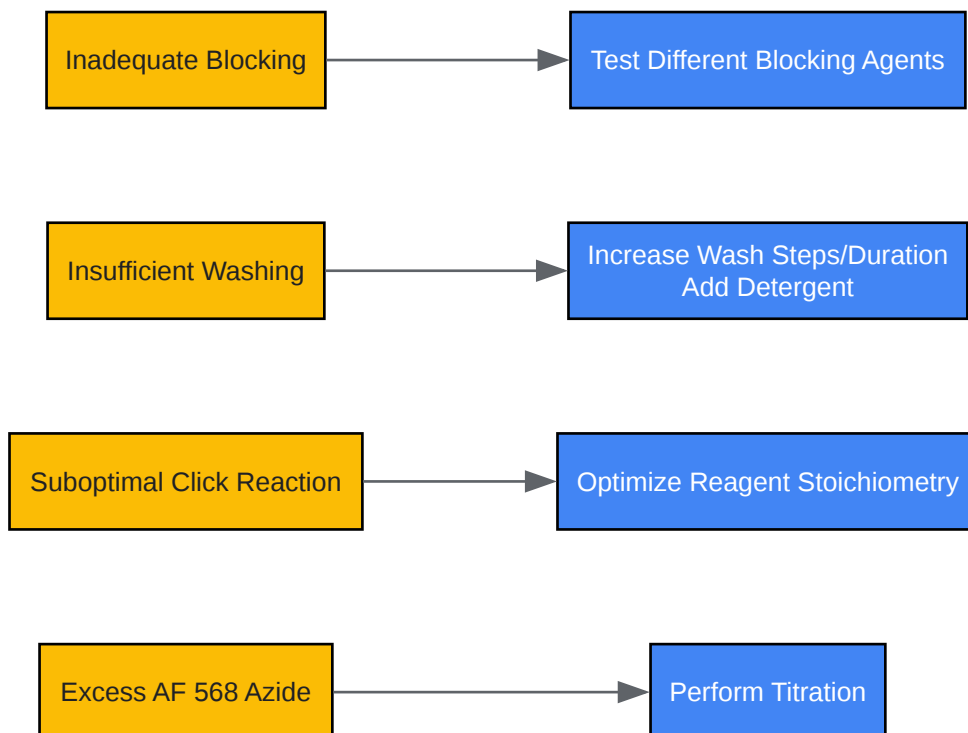 Inadequate Blocking
Test Different Blocking Agents
Insufficient Washing
Increase Wash Steps/Duration
Add Detergent
Suboptimal Click Reaction
Optimize Reagent Stoichiometry
Excess AF 568 Azide
Perform Titration